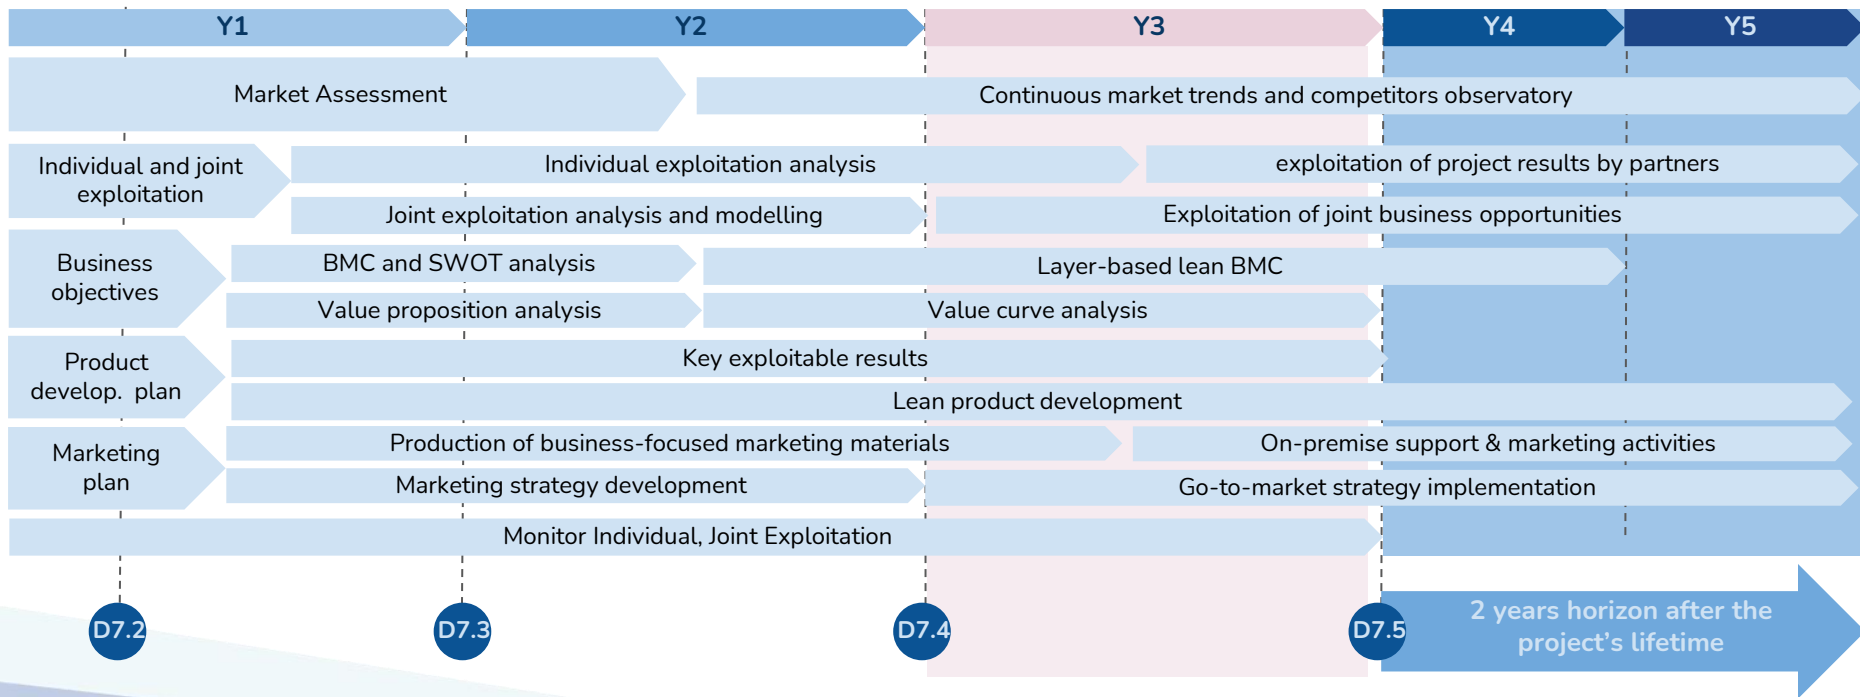 Y1
Y2
Y3
Y4
Y5
Market Assessment
Continuous market trends and competitors observatory
Individual and joint
exploitation
Individual exploitation analysis
exploitation of project results by partners
Joint exploitation analysis and modelling
Exploitation of joint business opportunities
Business
objectives
BMC and SWOT analysis
Layer-based lean BMC
Value proposition analysis
Value curve analysis
Product
develop. plan
Key exploitable results
Lean product development
Marketing
plan
Production of business-focused marketing materials
On-premise support & marketing activities
Marketing strategy development
Go-to-market strategy implementation
Monitor Individual, Joint Exploitation
D7.2
D7.3
D7.4
D7.5
2 years horizon after the
project’s lifetime